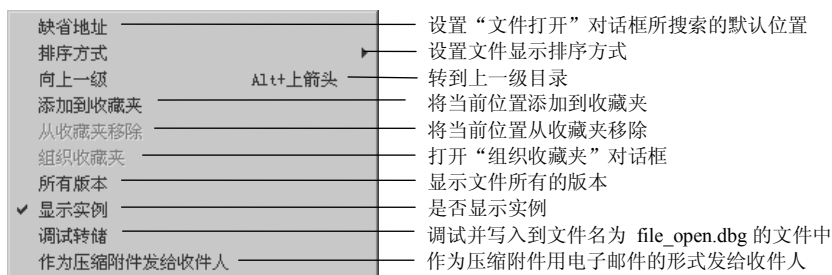 缺省地址 设置“文件打开”对话框所搜索的默认位置
排序方式 设置文件显示排序方式
向上一级 Alt+上箭头 转到上一级目录
添加到收藏夹 将当前位置添加到收藏夹
从收藏夹移除 将当前位置从收藏夹移除
组织收藏夹 打开“组织收藏夹”对话框
所有版本 显示文件所有的版本
显示实例 是否显示实例
调试转储 调试并写入到文件名为 file_open.dbg 的文件中
作为压缩附件发给收件人 作为压缩附件用电子邮件的形式发给收件人